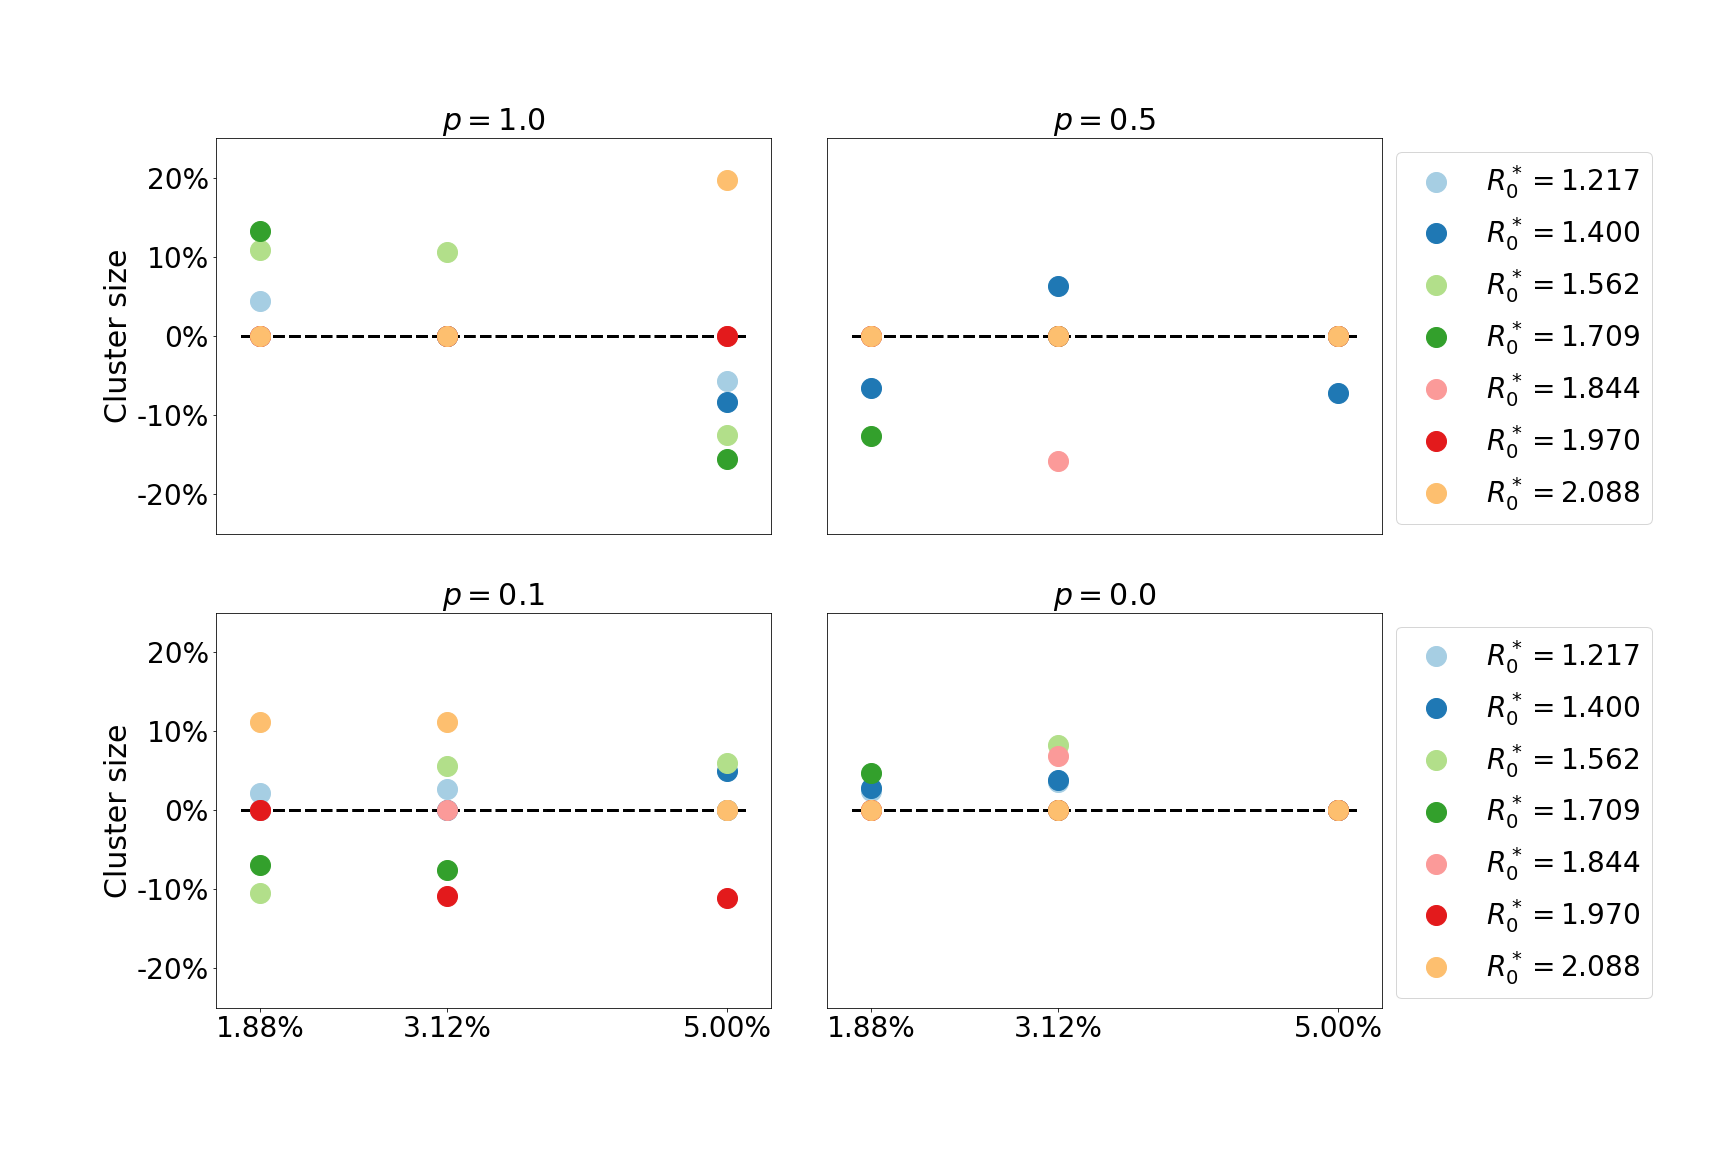 p = 1.0
p = 0.5
Cluster size
20%
10%
0%
-10%
-20%
R₀* = 1.217
R₀* = 1.400
R₀* = 1.562
R₀* = 1.709
R₀* = 1.844
R₀* = 1.970
R₀* = 2.088
p = 0.1
p = 0.0
Cluster size
20%
10%
0%
-10%
-20%
1.88% 3.12% 5.00%
1.88% 3.12% 5.00%
R₀* = 1.217
R₀* = 1.400
R₀* = 1.562
R₀* = 1.709
R₀* = 1.844
R₀* = 1.970
R₀* = 2.088